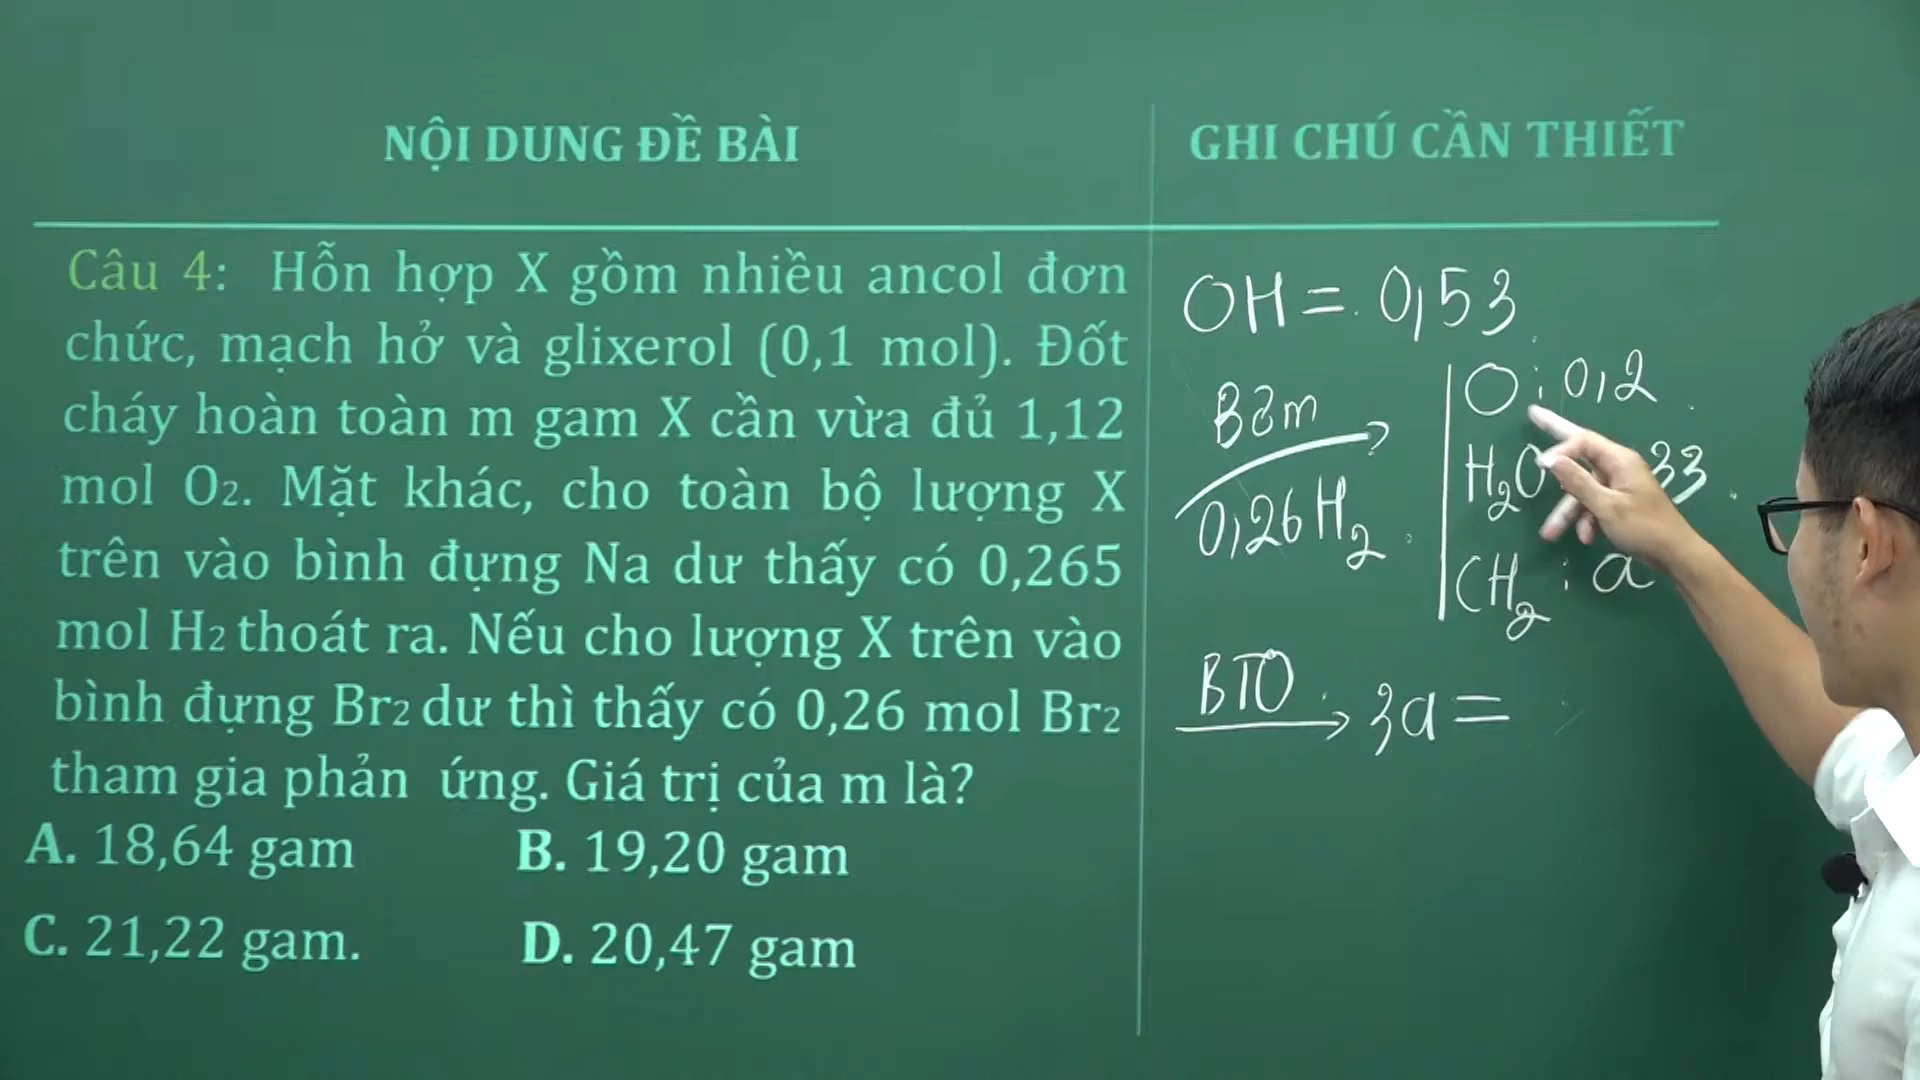 NỘI DUNG ĐỀ BÀI
GHI CHÚ CẦN THIẾT
Câu 4: Hỗn hợp X gồm nhiều ancol đơn
chức, mạch hở và glixerol (0,1 mol). Đốt
cháy hoàn toàn m gam X cần vừa đủ 1,12
mol O2. Mặt khác, cho toàn bộ lượng X
trên vào bình đựng Na dư thấy có 0,265
mol H2 thoát ra. Nếu cho lượng X trên vào
bình đựng Br2 dư thì thấy có 0,26 mol Br2
tham gia phản ứng. Giá trị của m là?
A. 18,64 gam
B. 19,20 gam
C. 21,22 gam.
D. 20,47 gam
OH = 0,53
Bơm
0,26 H2
O : 0,2
H2O 33
CH2 : a
BTO
3a =